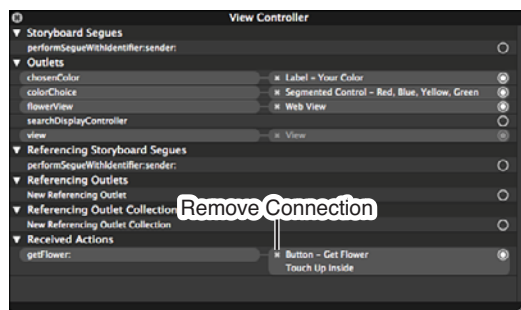 View Controller
Storyboard Segues
performSegueWithIdentifier:sender:
Outlets
chosenColor Label – Your Color
colorChoice Segmented Control – Red, Blue, Yellow, Green
flowerView Web View
searchDisplayController
view View
Referencing Storyboard Segues
performSegueWithIdentifier:sender:
Referencing Outlets
New Referencing Outlet
Referencing Outlet Collection
Remove Connection
New Referencing Outlet Collection
Received Actions
getFlower: Button – Get Flower
Touch Up Inside